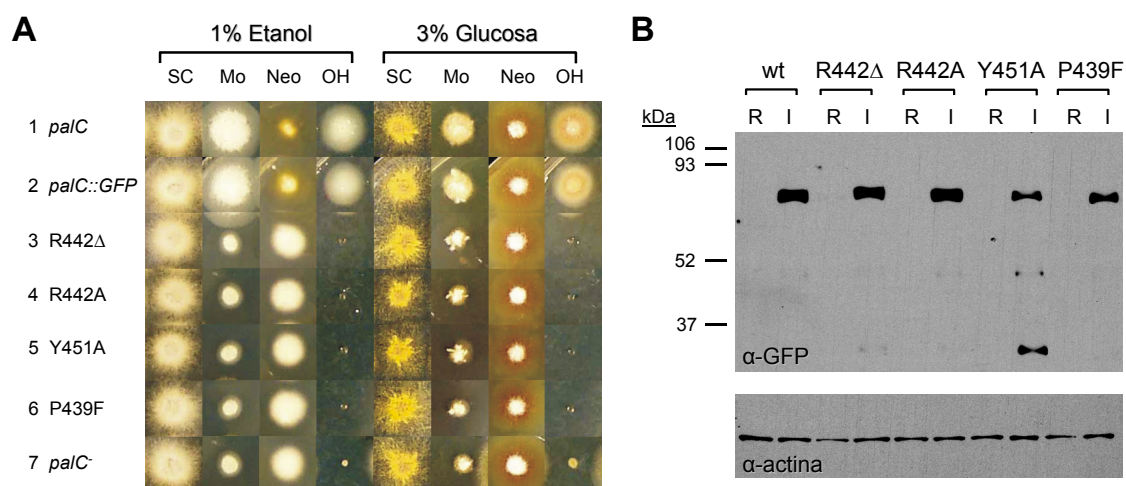 A
1% Etanol 3% Glucosa
SC Mo Neo OH SC Mo Neo OH
1 palC
2 palC::GFP
3 R442Δ
4 R442A
5 Y451A
6 P439F
7 palC-
B
wt R442Δ R442A Y451A P439F
kDa R I R I R I R I R I
106
93
52
37
α-GFP
α-actina